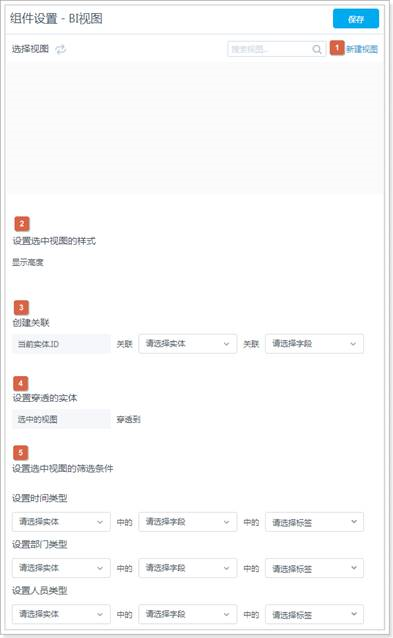 组件设置 - BI视图 保存
选择视图 搜索视图... 1 新建视图
2
设置选中视图的样式
显示高度
3
创建关联
当前实体.ID 关联 请选择实体 关联 请选择字段
4
设置穿透的实体
选中的视图 穿透到
5
设置选中视图的筛选条件
设置时间类型
请选择实体 中的 请选择字段 中的 请选择标签
设置部门类型
请选择实体 中的 请选择字段 中的 请选择标签
设置人员类型
请选择实体 中的 请选择字段 中的 请选择标签